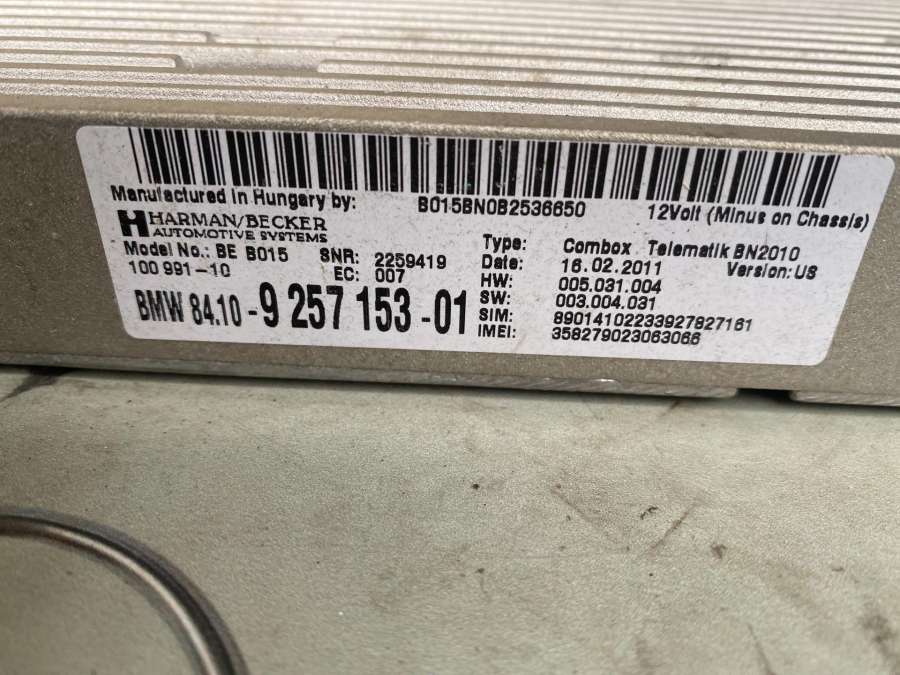 B015BN0B2536650
Manufactured in Hungary by:
12Volt (Minus on Chassis)
HARMAN/BECKER
AUTOMOTIVE SYSTEMS
Model No.: BE B015 SNR: 2259419
100 991-10 EC: 007
BMW 84.10-9 257 153-01
Type: Combox Telematik BN2010
Date: 16.02.2011 Version: US
HW: 005.031.004
SW: 003.004.031
SIM: 89014102233927827161
IMEI: 358279023063066